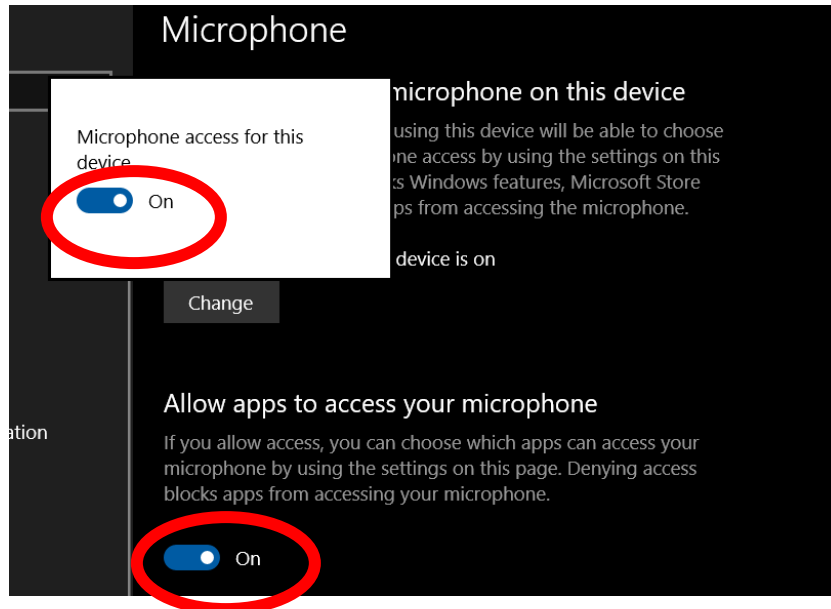 Microphone
microphone on this device
Microphone access for this
device
On
using this device will be able to choose
one access by using the settings on this
ks Windows features, Microsoft Store
ps from accessing the microphone.
device is on
Change
Allow apps to access your microphone
ation
If you allow access, you can choose which apps can access your
microphone by using the settings on this page. Denying access
blocks apps from accessing your microphone.
On